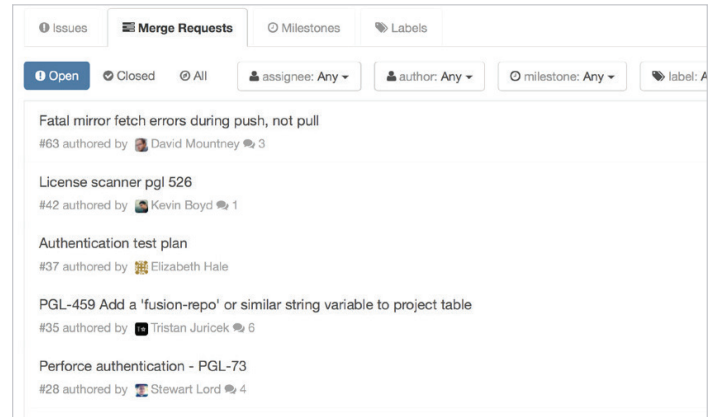 Issues Merge Requests Milestones Labels
Open Closed All assignee: Any author: Any milestone: Any label: A
Fatal mirror fetch errors during push, not pull
#63 authored by David Mountney 3
License scanner pgl 526
#42 authored by Kevin Boyd 1
Authentication test plan
#37 authored by Elizabeth Hale
PGL-459 Add a 'fusion-repo' or similar string variable to project table
#35 authored by Tristan Juricek 6
Perforce authentication - PGL-73
#28 authored by Stewart Lord 4